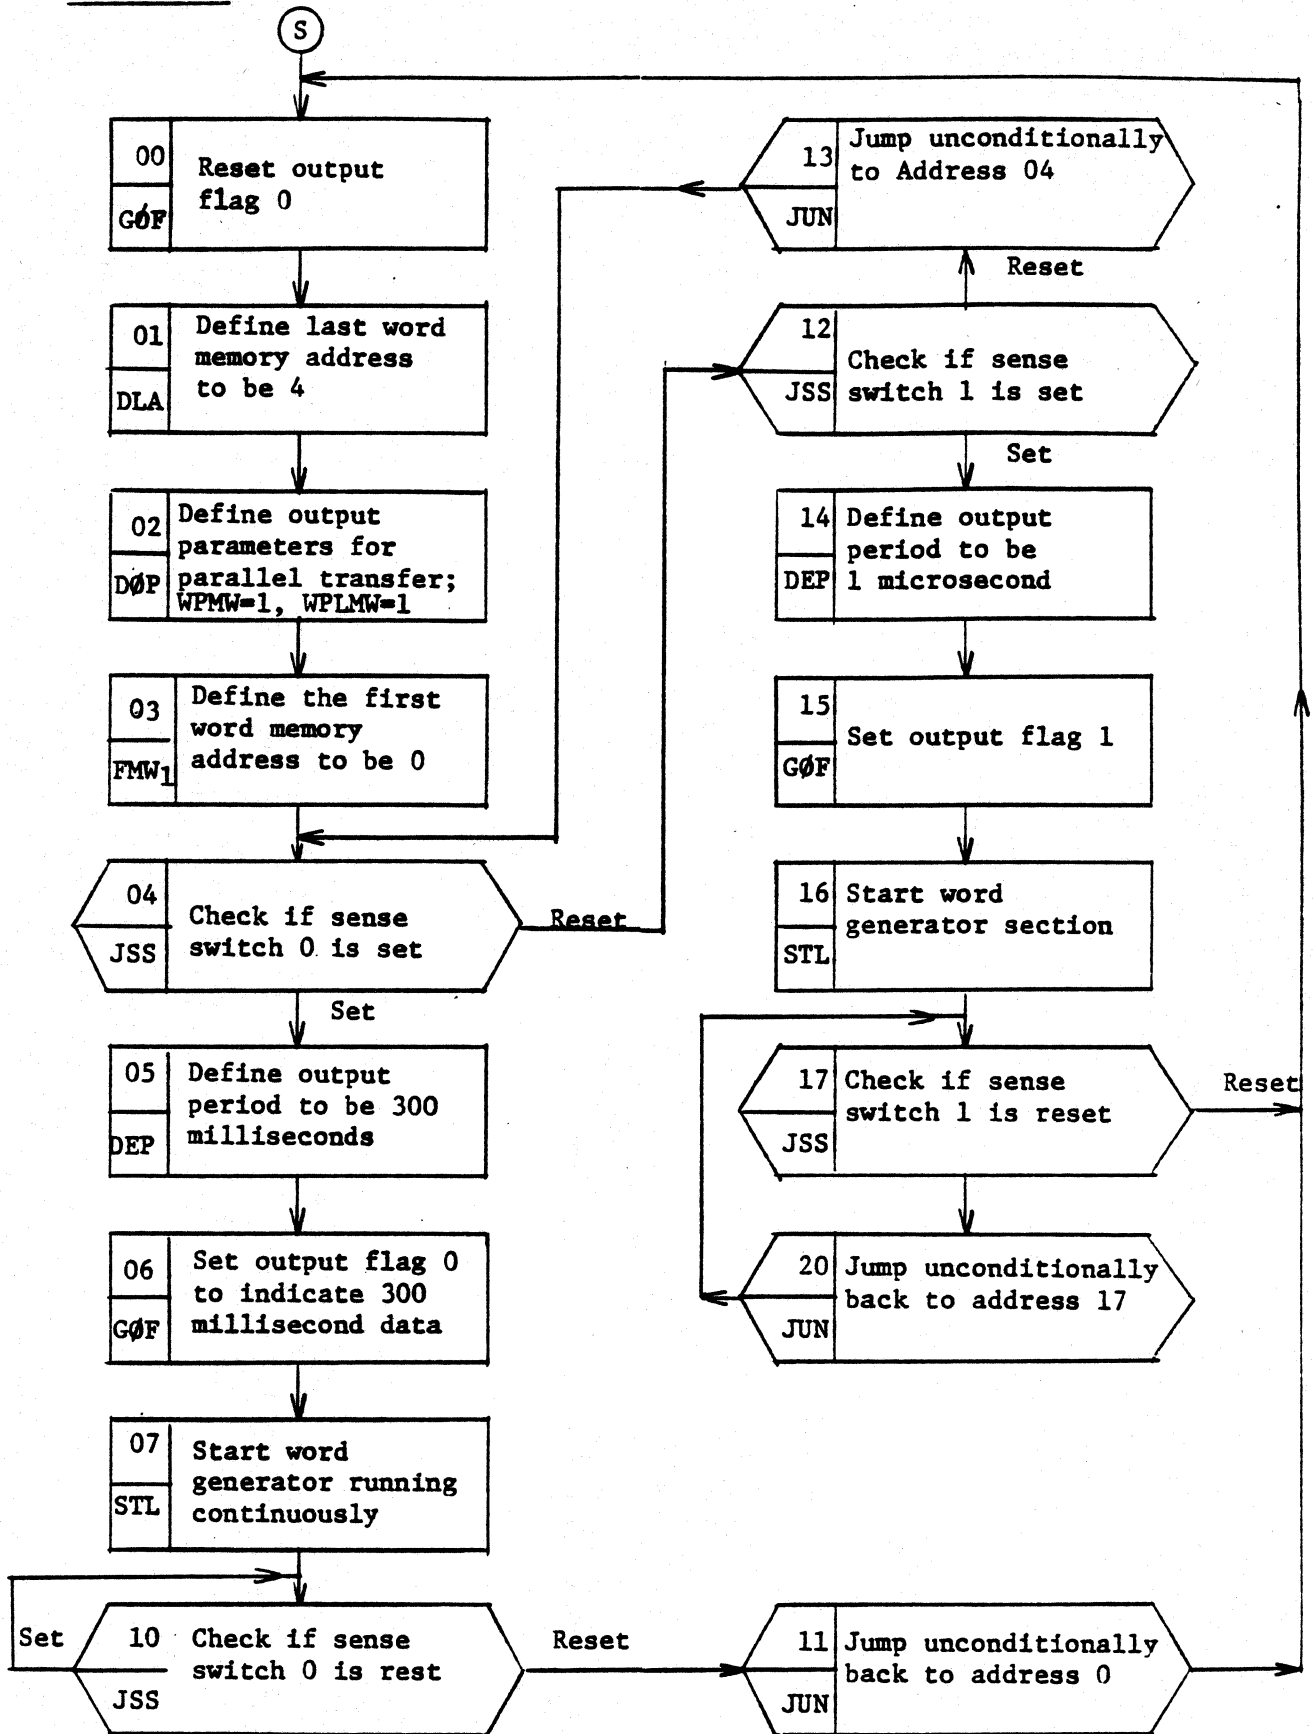 S
00
Reset output
flag 0
GØF
01
Define last word
memory address
to be 4
DLA
02
Define output
parameters for
parallel transfer;
WPMW=1, WPLMW=1
DØP
03
Define the first
word memory
address to be 0
FMW1
04
Check if sense
switch 0 is set
JSS
Reset
Set
05
Define output
period to be 300
milliseconds
DEP
06
Set output flag 0
to indicate 300
millisecond data
GØF
07
Start word
generator running
continuously
STL
Set
10
Check if sense
switch 0 is rest
JSS
Reset
11
Jump unconditionally
back to address 0
JUN
13
Jump unconditionally
to Address 04
JUN
Reset
12
Check if sense
switch 1 is set
JSS
Set
14
Define output
period to be
1 microsecond
DEP
15
Set output flag 1
GØF
16
Start word
generator section
STL
17
Check if sense
switch 1 is reset
JSS
Reset
20
Jump unconditionally
back to address 17
JUN